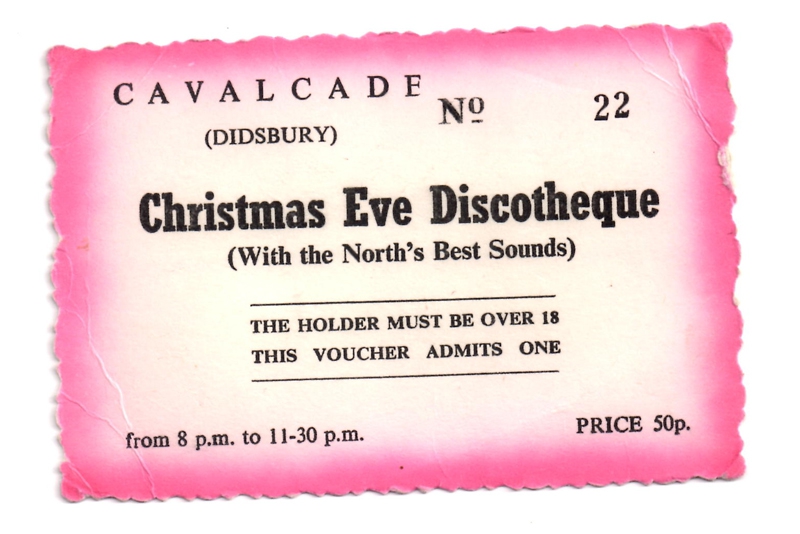 CAVALCADE
Nº 22
(DIDSBURY)
Christmas Eve Discotheque
(With the North's Best Sounds)
THE HOLDER MUST BE OVER 18
THIS VOUCHER ADMITS ONE
from 8 p.m. to 11-30 p.m.
PRICE 50p.